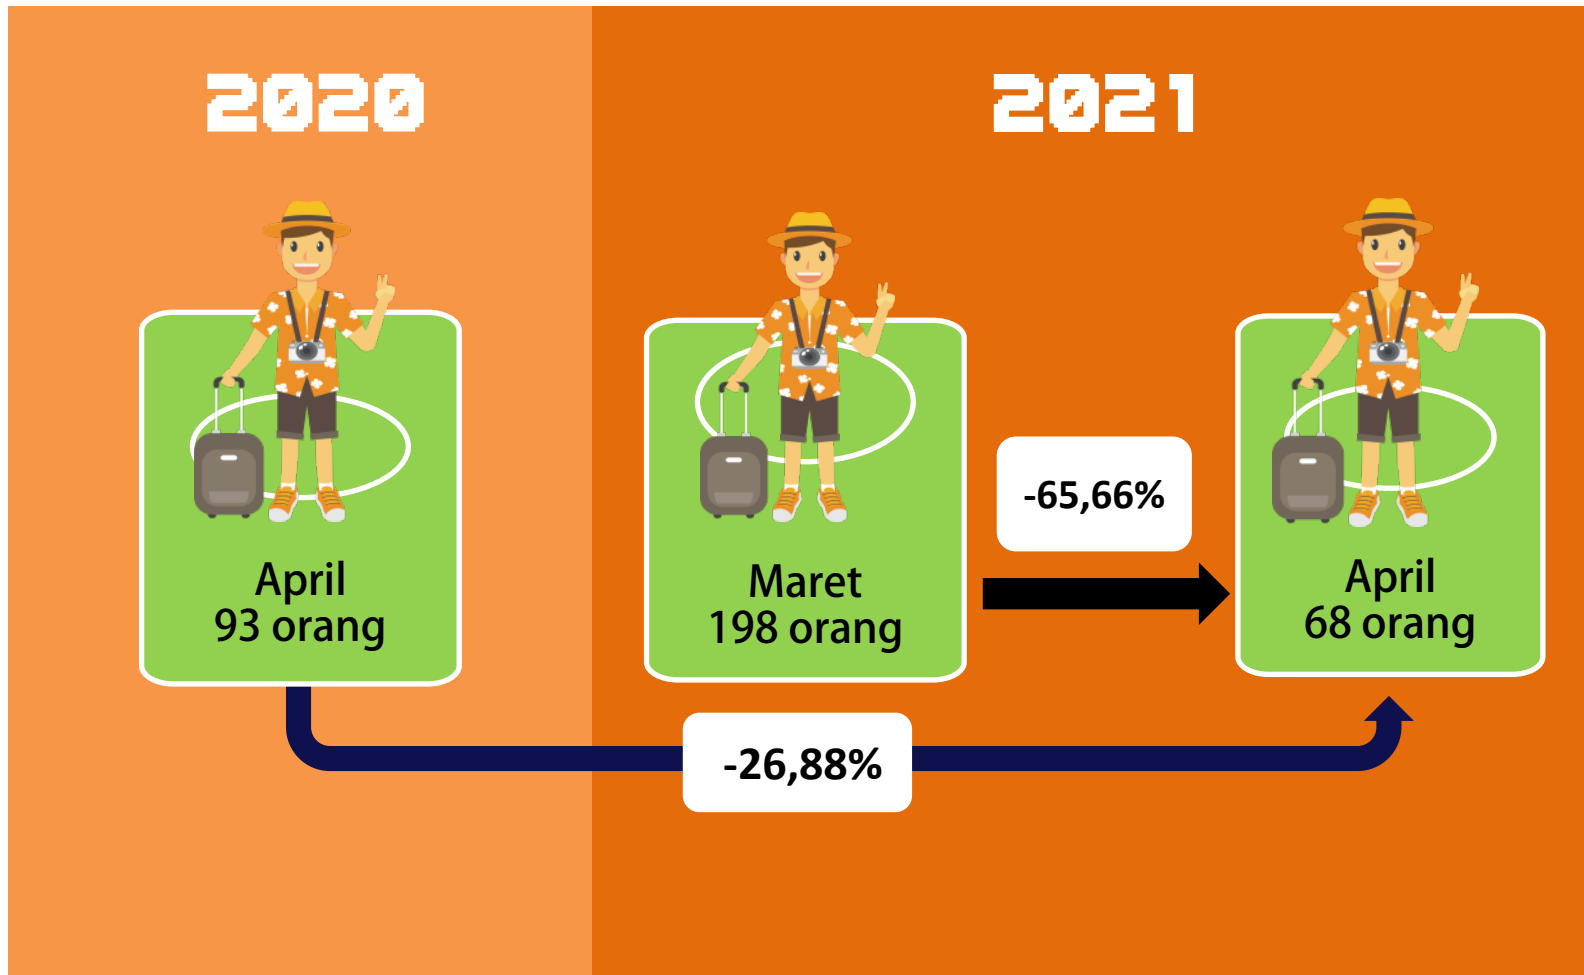 2020
2021
April
93 orang
Maret
198 orang
-65,66%
April
68 orang
-26,88%